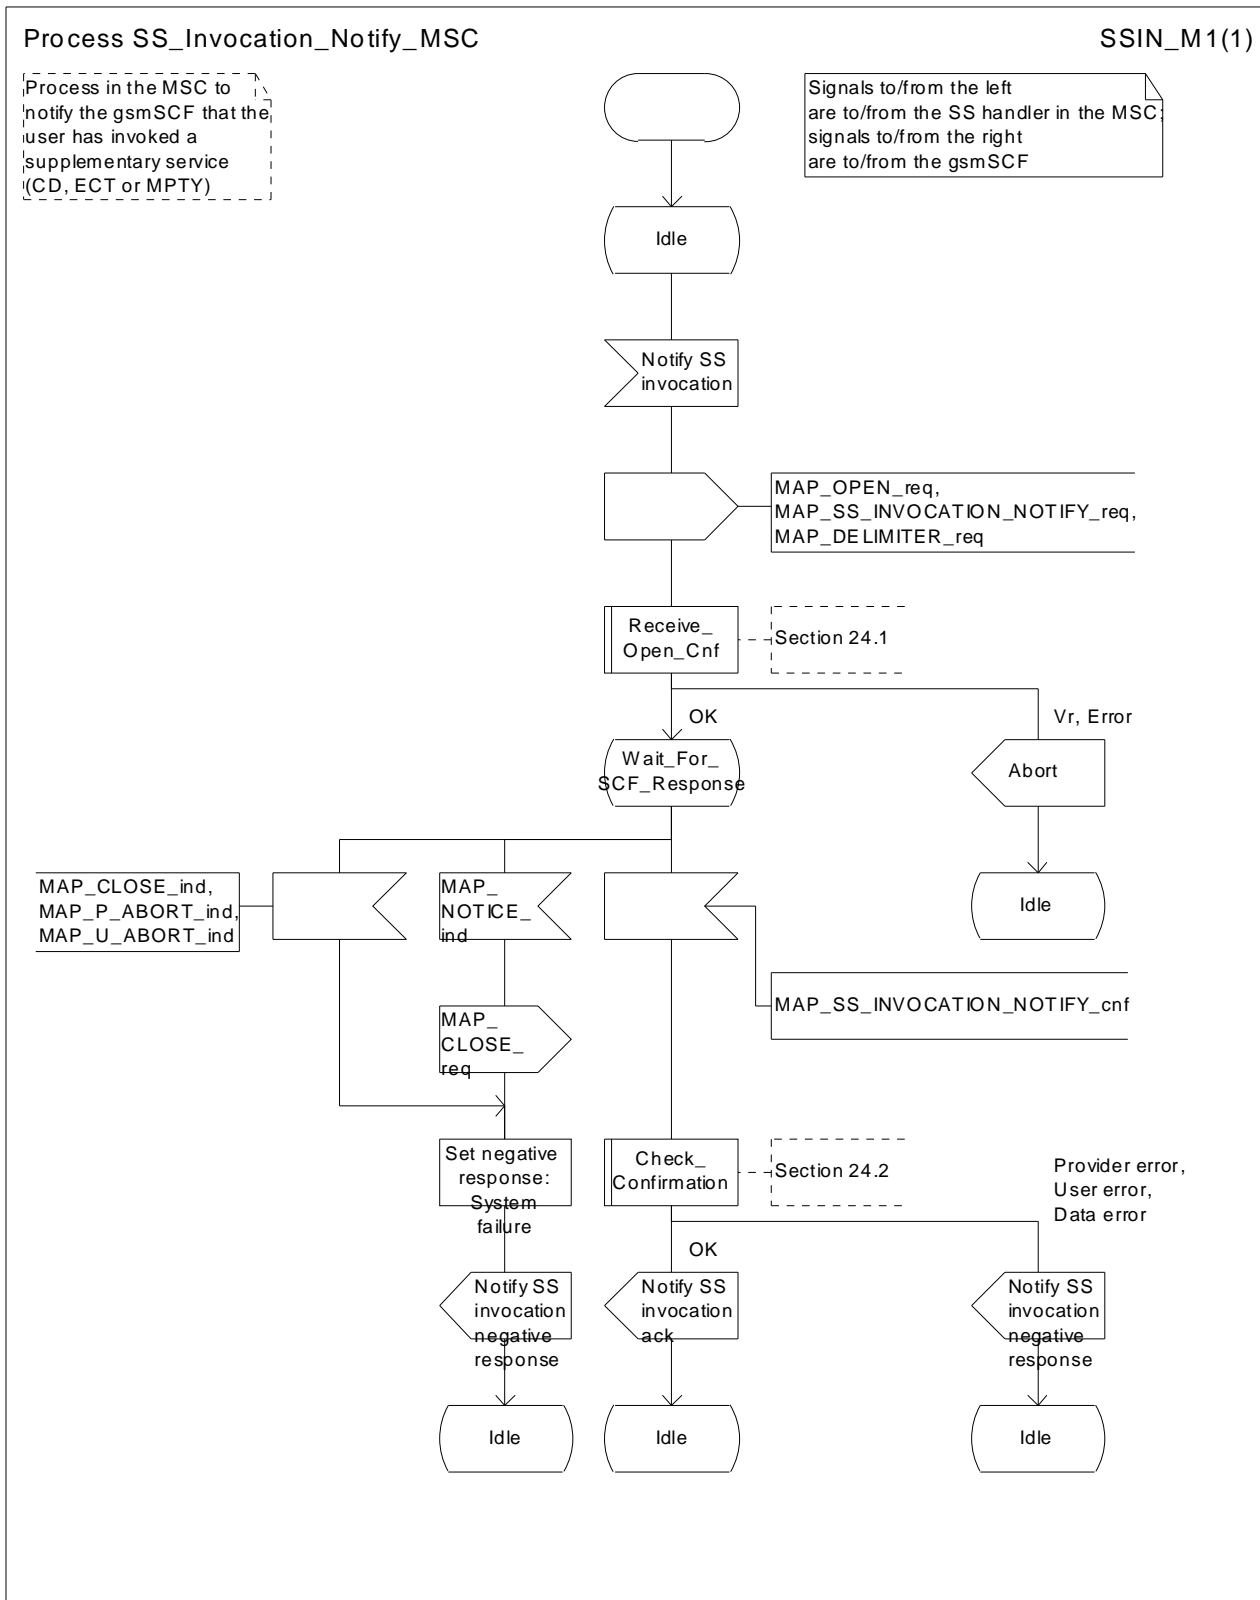 Process SS_Invocation_Notify_MSC
SSIN_M1(1)
Process in the MSC to
notify the gsmSCF that the
user has invoked a
supplementary service
(CD, ECT or MPTY)
Signals to/from the left
are to/from the SS handler in the MSC;
signals to/from the right
are to/from the gsmSCF
Idle
Notify SS
invocation
MAP_OPEN_req,
MAP_SS_INVOCATION_NOTIFY_req,
MAP_DELIMITER_req
Receive_
Open_Cnf
Section 24.1
OK
Vr, Error
Wait_For_
SCF_Response
Abort
MAP_CLOSE_ind,
MAP_P_ABORT_ind,
MAP_U_ABORT_ind
MAP_
NOTICE_
ind
Idle
MAP_SS_INVOCATION_NOTIFY_cnf
MAP_
CLOSE_
req
Set negative
response:
System
failure
Check_
Confirmation
Section 24.2
Provider error,
User error,
Data error
OK
Notify SS
invocation
negative
response
Notify SS
invocation
ack
Notify SS
invocation
negative
response
Idle
Idle
Idle